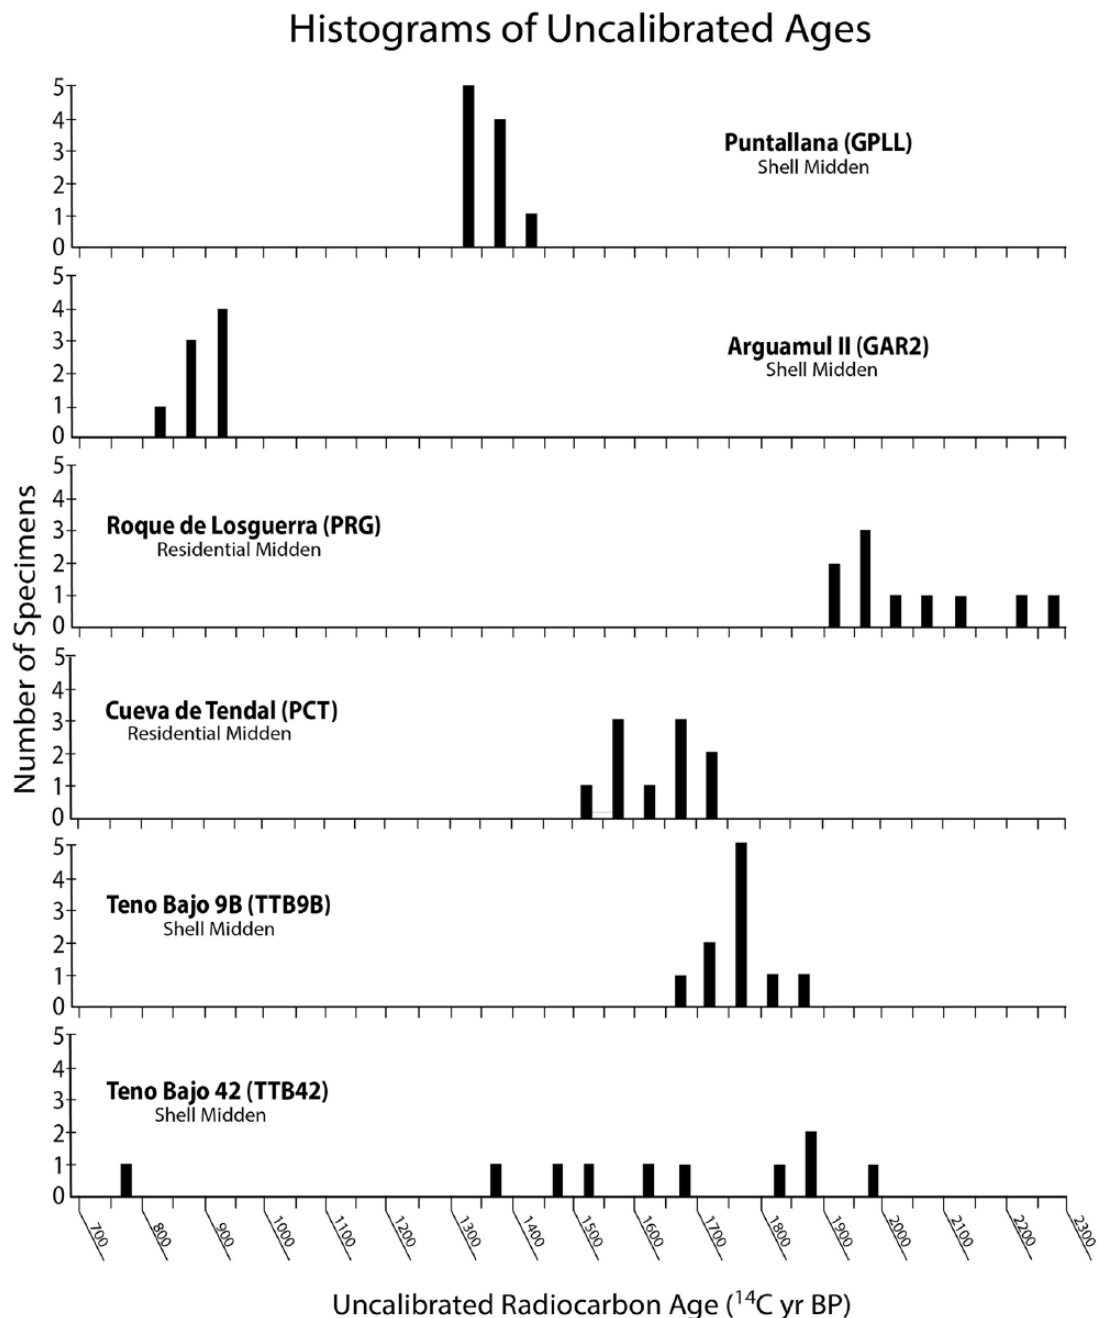 Histograms of Uncalibrated Ages
5
4
3
2
1
0
Puntallana (GPLL)
Shell Midden
5
4
3
2
1
0
Arguamul II (GAR2)
Shell Midden
5
4
3
2
1
0
Roque de Losguerra (PRG)
Residential Midden
5
4
3
2
1
0
Cueva de Tendal (PCT)
Residential Midden
5
4
3
2
1
0
Teno Bajo 9B (TTB9B)
Shell Midden
5
4
3
2
1
0
Teno Bajo 42 (TTB42)
Shell Midden
Number of Specimens
700 800 900 1000 1100 1200 1300 1400 1500 1600 1700 1800 1900 2000 2100 2200 2300
Uncalibrated Radiocarbon Age (¹⁴C yr BP)